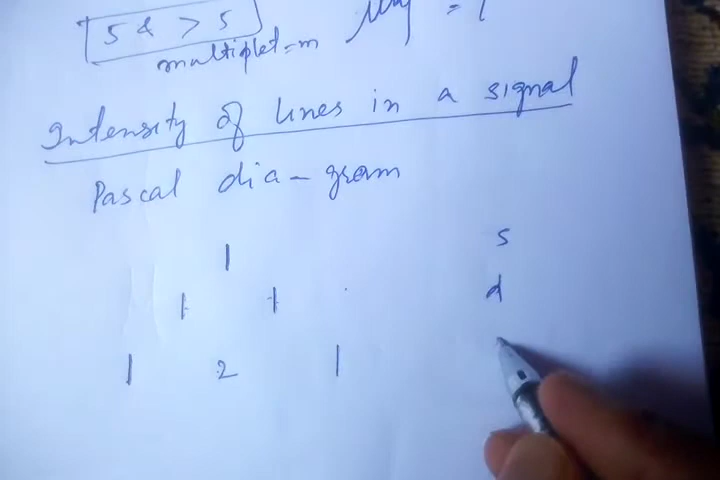 5 & > 5
multiplet = m
Intensity of lines in a signal
Pascal dia-gram
1 s
1 1 d
1 2 1